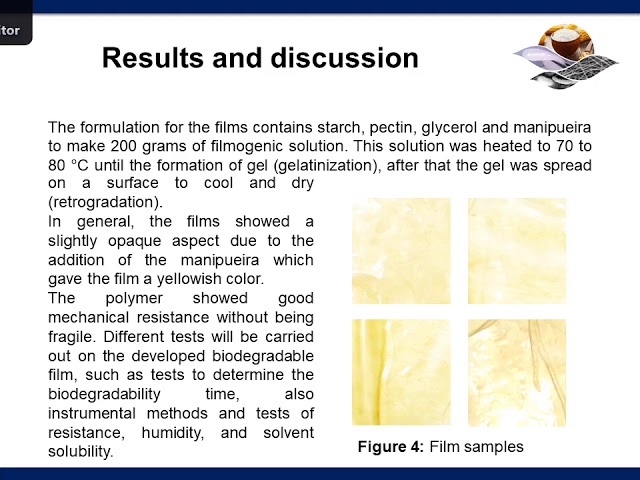 itor
Results and discussion
The formulation for the films contains starch, pectin, glycerol and manipueira
to make 200 grams of filmogenic solution. This solution was heated to 70 to
80 °C until the formation of gel (gelatinization), after that the gel was spread
on a surface to cool and dry
(retrogradation).
In general, the films showed a
slightly opaque aspect due to the
addition of the manipueira which
gave the film a yellowish color.
The polymer showed good
mechanical resistance without being
fragile. Different tests will be carried
out on the developed biodegradable
film, such as tests to determine the
biodegradability time, also
instrumental methods and tests of
resistance, humidity, and solvent
solubility.
Figure 4: Film samples